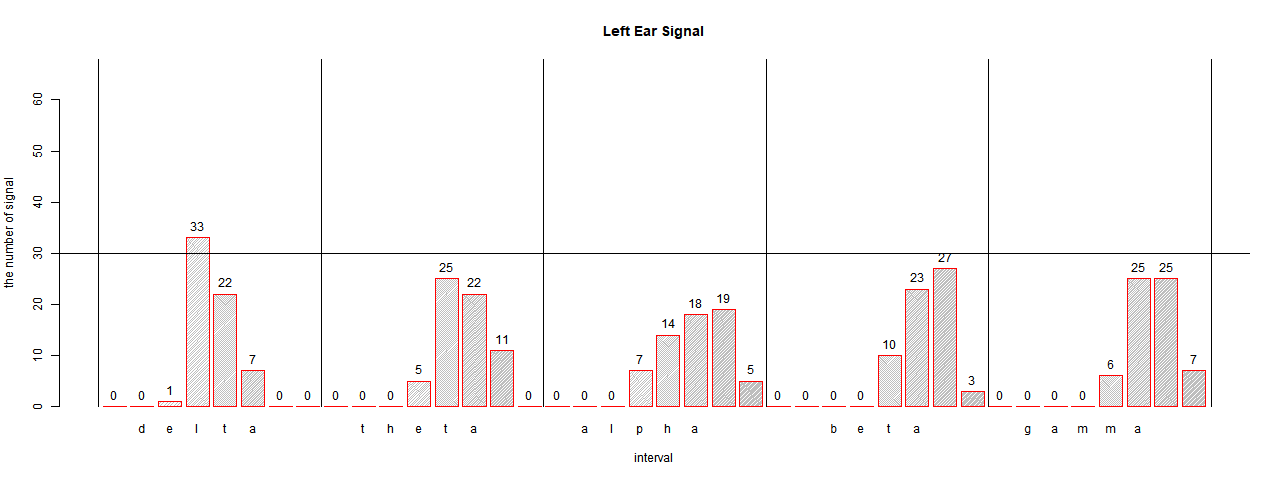 Left Ear Signal
the number of signal
60
50
40
30
20
10
0
0 0 1 33 22 7 0 0
0 0 0 5 25 22 11 0
0 0 0 7 14 18 19 5
0 0 0 0 10 23 27 3
0 0 0 0 6 25 25 7
d e l t a t h e t a a l p h a b e t a g a m m a
interval